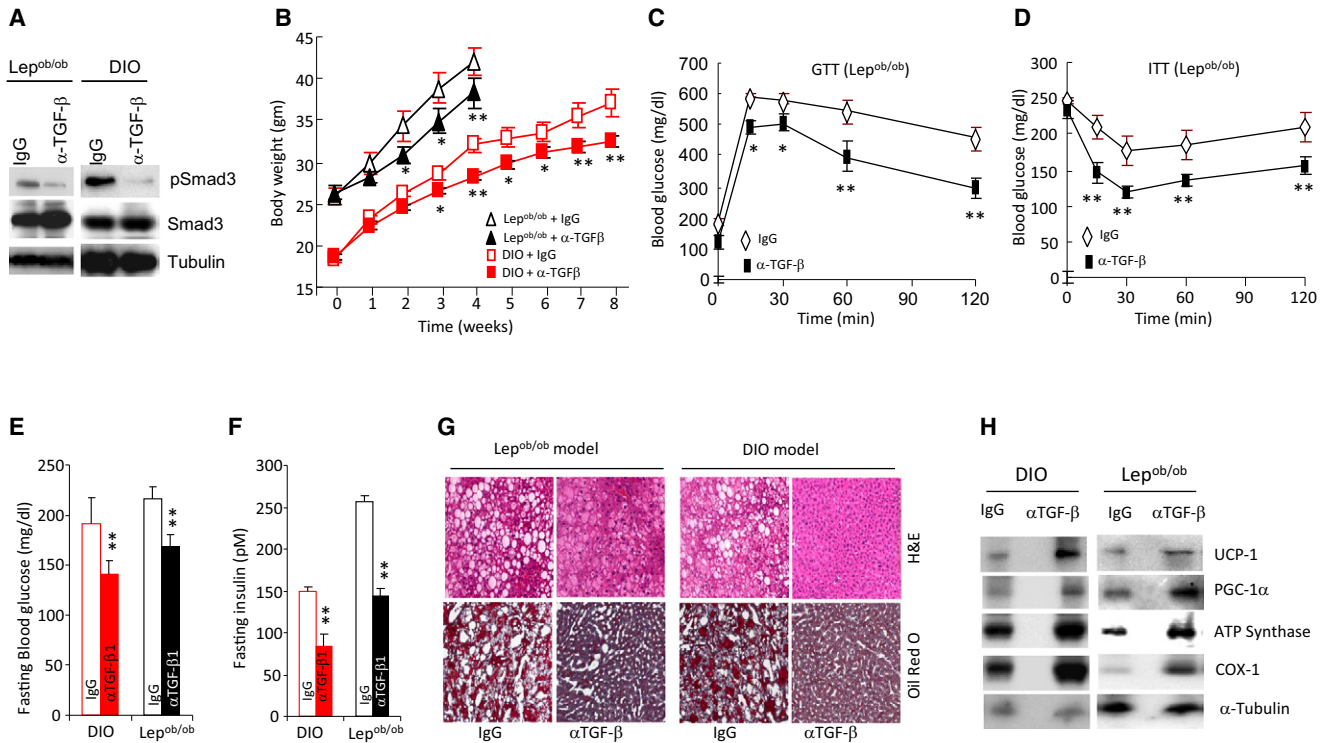 A
Lep^ob/ob DIO
IgG α-TGF-β IgG α-TGF-β
pSmad3
Smad3
Tubulin
B
Body weight (gm)
45
40
35
30
25
20
15
* * ** * ** * * ** **
Lep^ob/ob + IgG
Lep^ob/ob + α-TGFβ
DIO + IgG
DIO + α-TGFβ
0 1 2 3 4 5 6 7 8
Time (weeks)
C
GTT (Lep^ob/ob)
Blood glucose (mg/dl)
700
600
500
400
300
200
100
0
* * ** **
IgG
α-TGF-β
0 15 30 60 90 120
Time (min)
D
ITT (Lep^ob/ob)
Blood glucose (mg/dl)
300
250
200
150
100
50
0
** ** ** **
IgG
α-TGF-β
0 15 30 60 90 120
Time (min)
E
Fasting Blood glucose (mg/dl)
250
200
150
100
50
0
** **
IgG αTGF-β1 IgG αTGF-β1
DIO Lep^ob/ob
F
Fasting insulin (pM)
300
250
200
150
100
50
0
** **
IgG αTGF-β1 IgG αTGF-β1
DIO Lep^ob/ob
G
Lep^ob/ob model DIO model
H&E
Oil Red O
IgG αTGF-β IgG αTGF-β
H
DIO Lep^ob/ob
IgG αTGF-β IgG αTGF-β
UCP-1
PGC-1α
ATP Synthase
COX-1
α-Tubulin